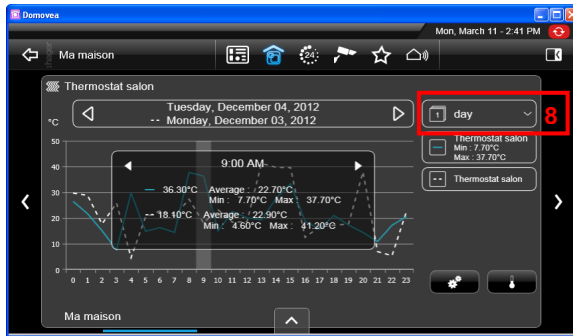 Domovea
Mon, March 11 - 2:41 PM
:hager
Ma maison
24
Thermostat salon
°C
Tuesday, December 04, 2012
-- Monday, December 03, 2012
1 day
8
Thermostat salon
Min : 7.70°C
Max : 37.70°C
Thermostat salon
9:00 AM
36.30°C Average : 22.70°C
Min : 7.70°C Max : 37.70°C
18.10°C Average : 22.90°C
Min : 4.60°C Max : 41.20°C
50
40
30
20
10
0
0 1 2 3 4 5 6 7 8 9 10 11 12 13 14 15 16 17 18 19 20 21 22 23
Ma maison